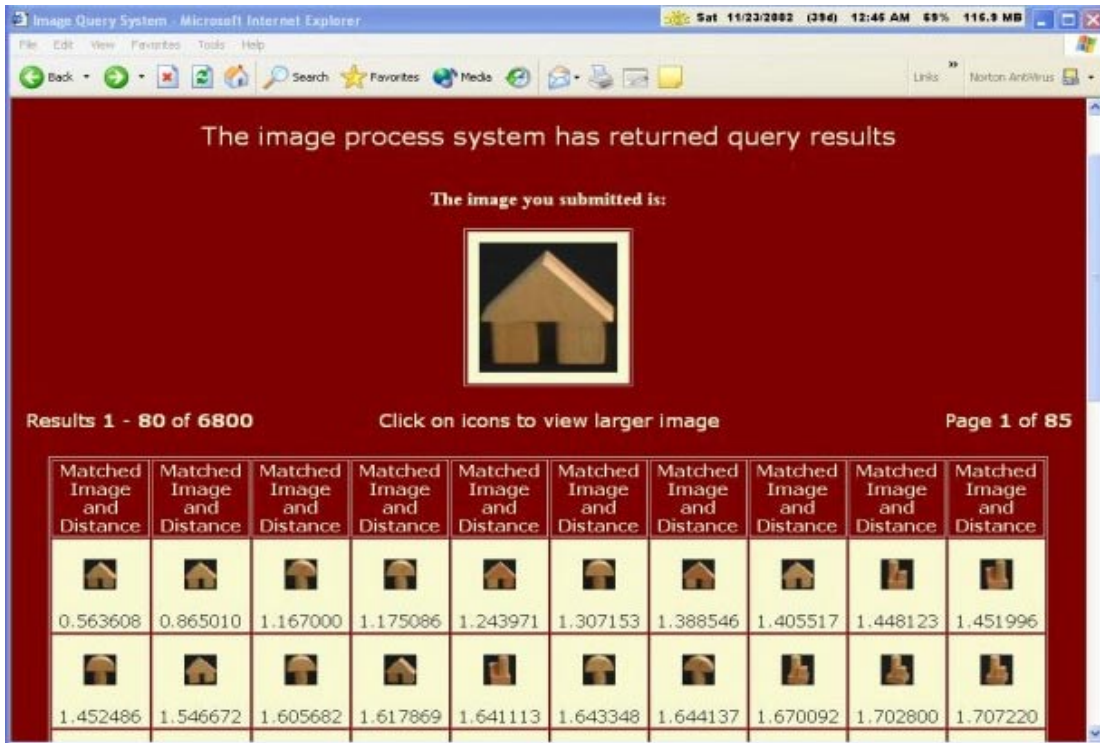 Image Query System - Microsoft Internet Explorer
Sat 11/23/2002 (39d) 12:45 AM 59% 116.9 MB
File Edit View Favorites Tools Help
Back Search Favorites Media Links » Norton AntiVirus
The image process system has returned query results
The image you submitted is:
Results 1 - 80 of 6800 Click on icons to view larger image Page 1 of 85
Matched Matched Matched Matched Matched Matched Matched Matched Matched Matched
Image Image Image Image Image Image Image Image Image Image
and and and and and and and and and and
Distance Distance Distance Distance Distance Distance Distance Distance Distance Distance
0.563608 0.865010 1.167000 1.175086 1.243971 1.307153 1.388546 1.405517 1.448123 1.451996
1.452486 1.546672 1.605682 1.617869 1.641113 1.643348 1.644137 1.670092 1.702800 1.707220